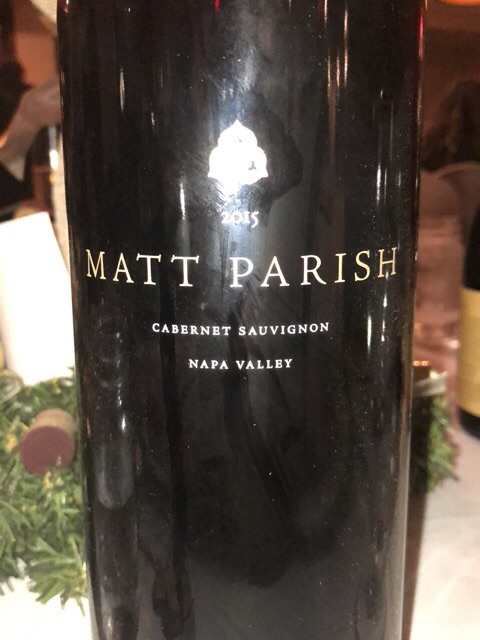 2015
MATT PARISH
CABERNET SAUVIGNON
NAPA VALLEY